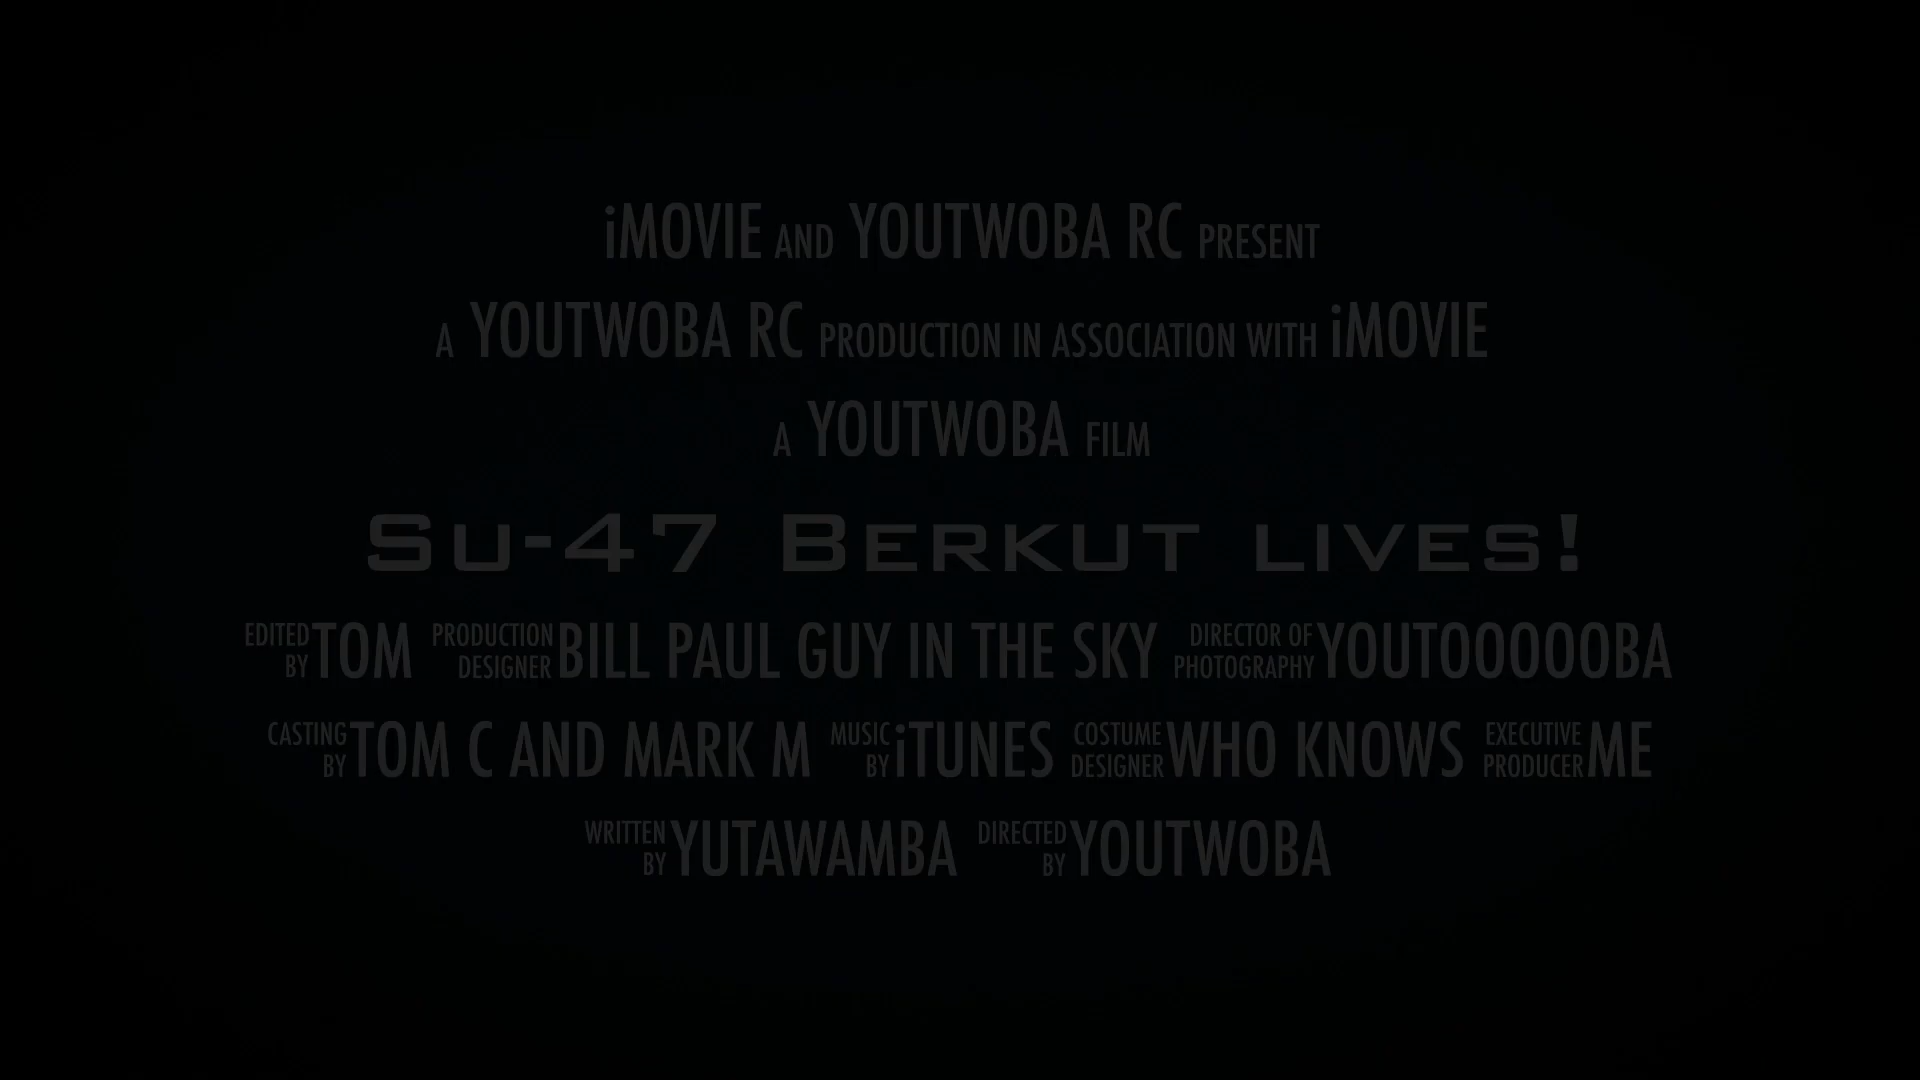 iMOVIE AND YOUTWOBA RC PRESENT
A YOUTWOBA RC PRODUCTION IN ASSOCIATION WITH iMOVIE
A YOUTWOBA FILM
Su-47 Berkut lives!
EDITED BY TOM PRODUCTION DESIGNER BILL PAUL GUY IN THE SKY DIRECTOR OF PHOTOGRAPHY YOUTOOOOOBA
CASTING BY TOM C AND MARK M MUSIC BY iTUNES COSTUME DESIGNER WHO KNOWS EXECUTIVE PRODUCER ME
WRITTEN BY YUTAWAMBA DIRECTED BY YOUTWOBA